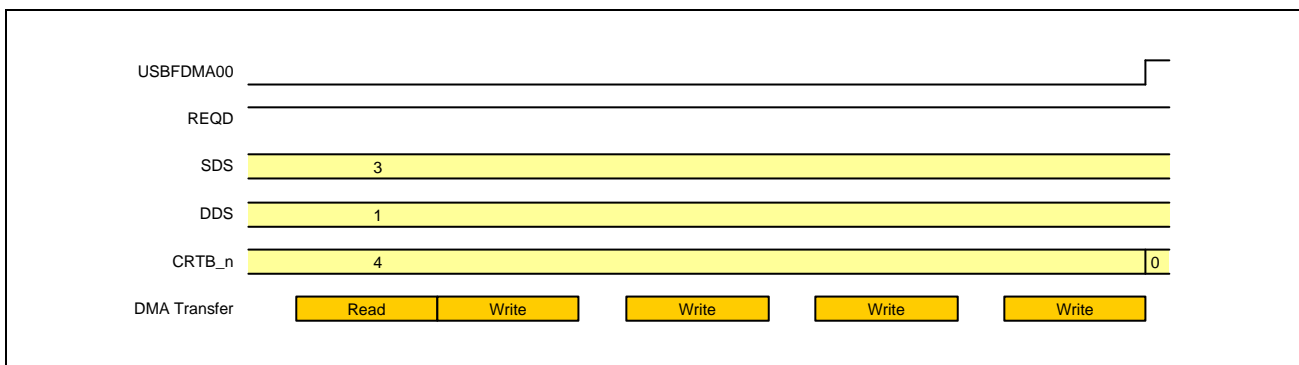 USBFDMA00
REQD
SDS 3
DDS 1
CRTB_n 4 0
DMA Transfer Read Write Write Write Write